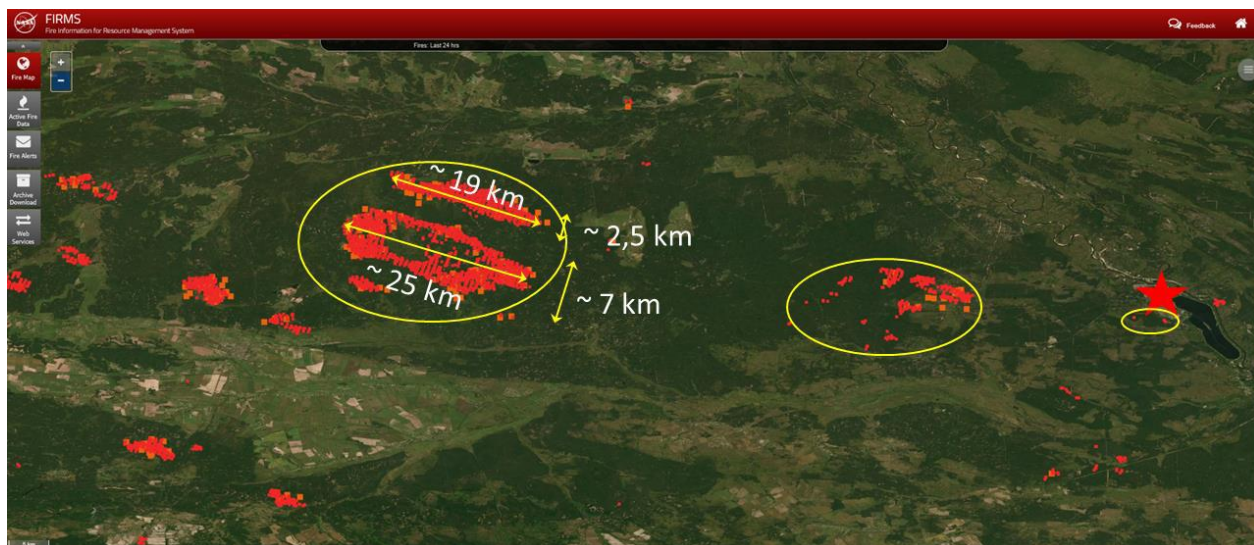 NASA
FIRMS
Fire Information for Resource Management System
Feedback
Fires: Last 24 hrs
+
-
Fire Map
Active Fire
Data
Fire Alerts
Archive
Download
Web
Services
~ 19 km
~ 2,5 km
~ 25 km
~ 7 km